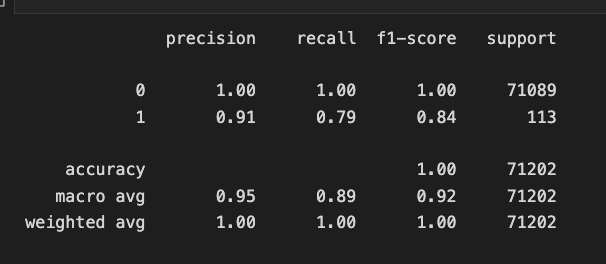 precision recall f1-score support
0 1.00 1.00 1.00 71089
1 0.91 0.79 0.84 113
accuracy 1.00 71202
macro avg 0.95 0.89 0.92 71202
weighted avg 1.00 1.00 1.00 71202